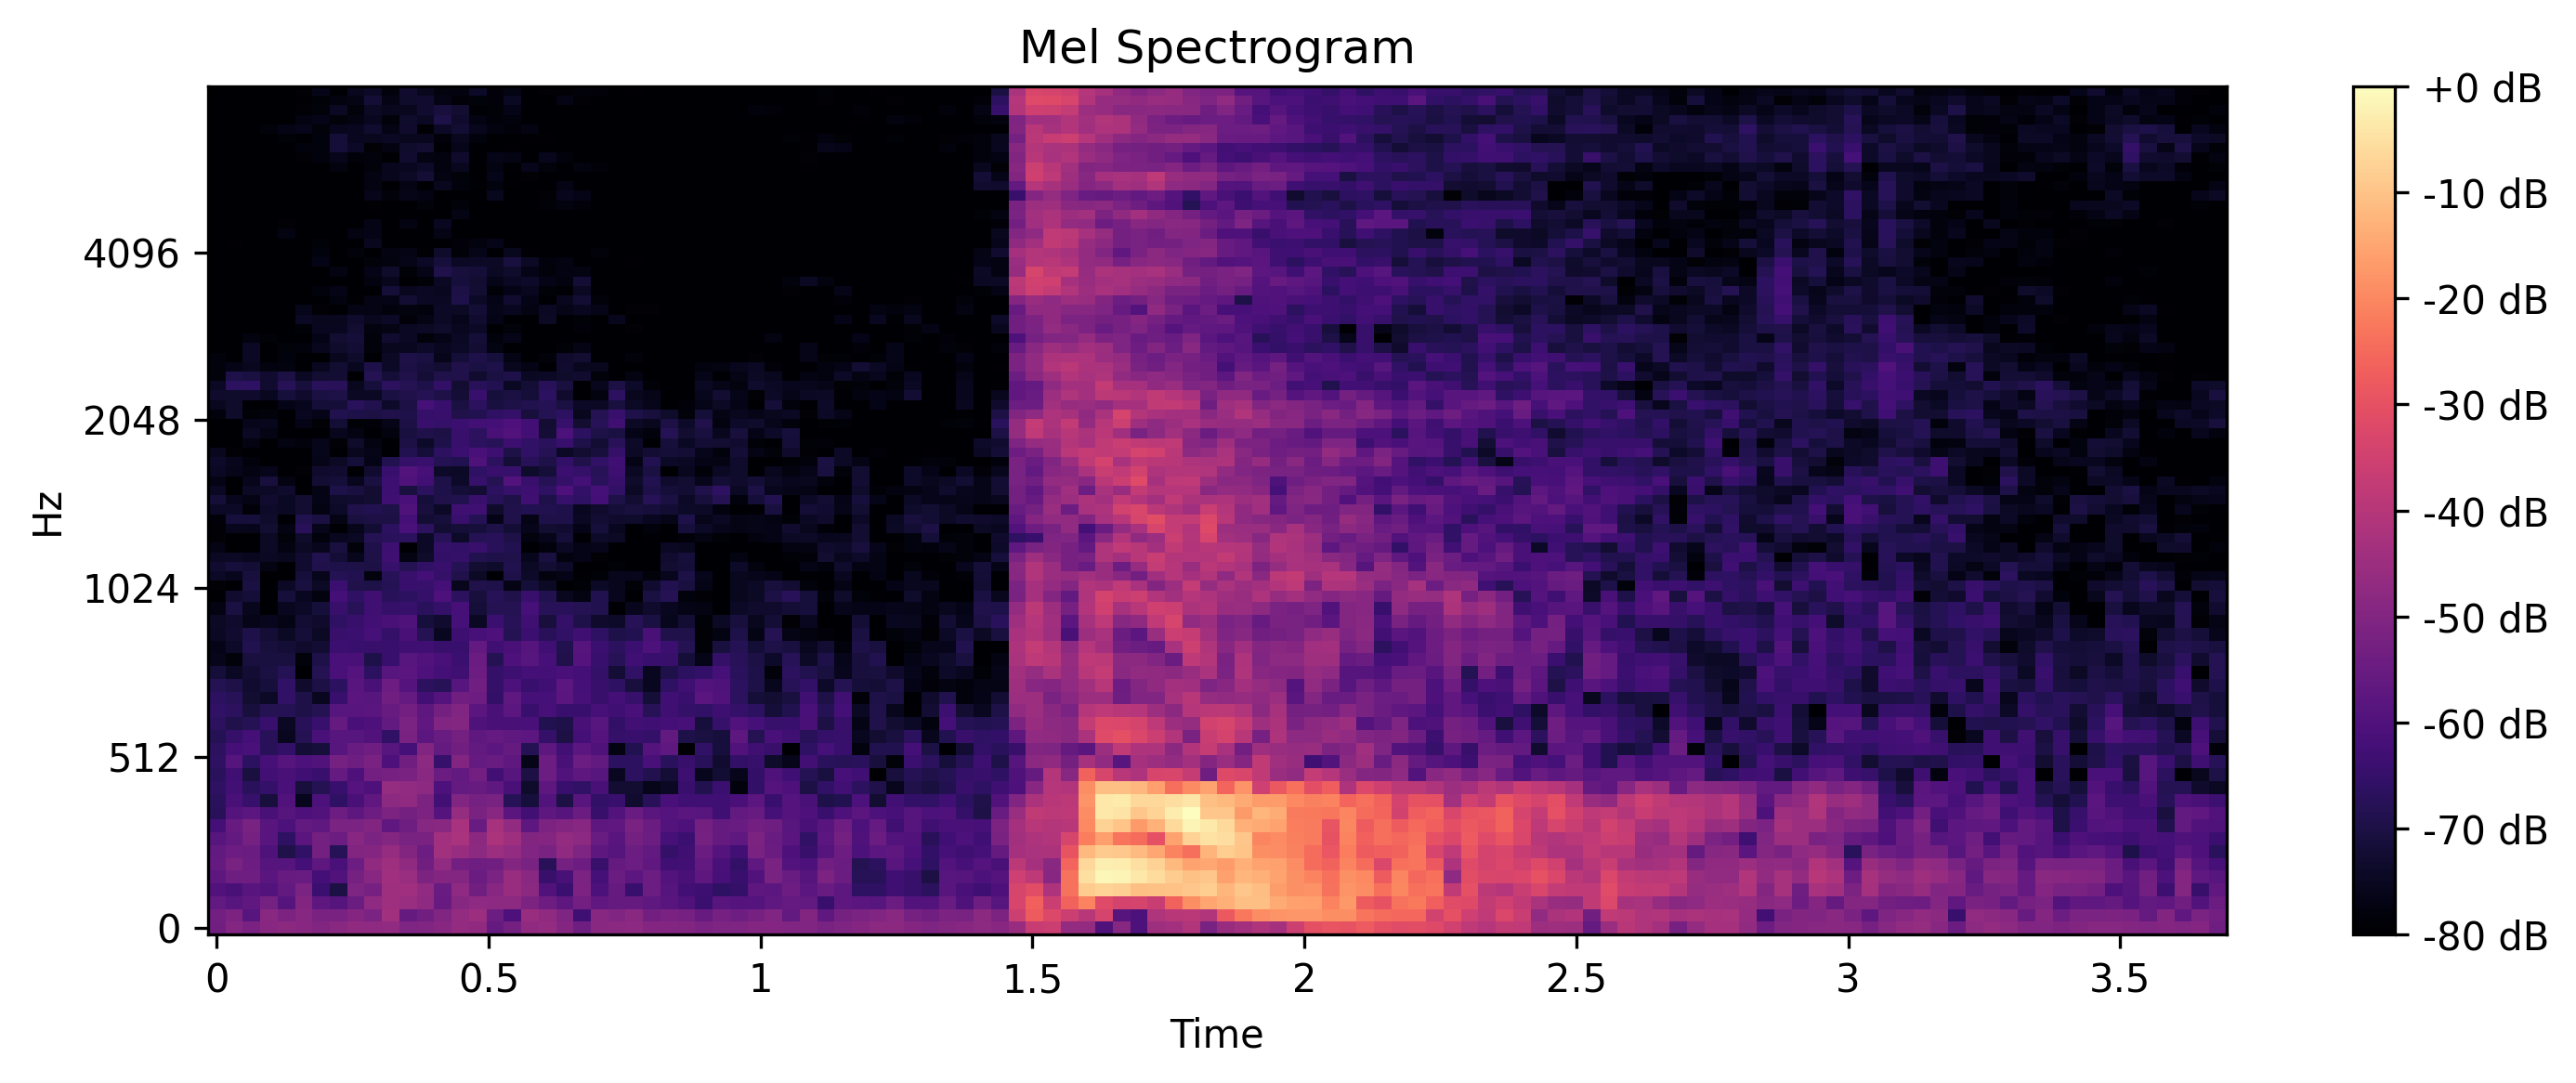 Mel Spectrogram
Hz
4096
2048
1024
512
0
0
0.5
1
1.5
2
2.5
3
3.5
Time
+0 dB
-10 dB
-20 dB
-30 dB
-40 dB
-50 dB
-60 dB
-70 dB
-80 dB